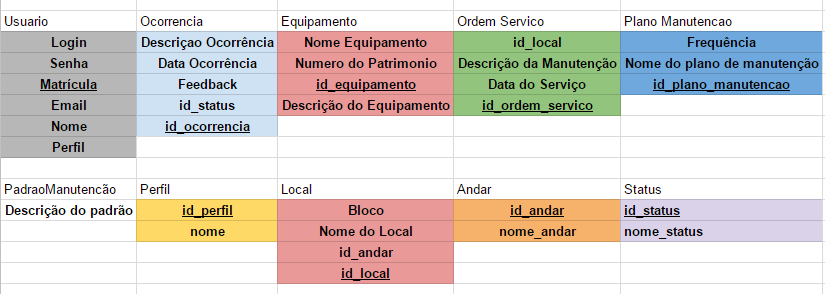 Usuario Ocorrencia Equipamento Ordem Servico Plano Manutencao
Login Descriçao Ocorrência Nome Equipamento id_local Frequência
Senha Data Ocorrência Numero do Patrimonio Descrição da Manutenção Nome do plano de manutenção
Matrícula Feedback id_equipamento Data do Serviço id_plano_manutencao
Email id_status Descrição do Equipamento id_ordem_servico
Nome id_ocorrencia
Perfil
PadraoManutencão Perfil Local Andar Status
Descrição do padrão id_perfil Bloco id_andar id_status
nome Nome do Local nome_andar nome_status
id_andar
id_local